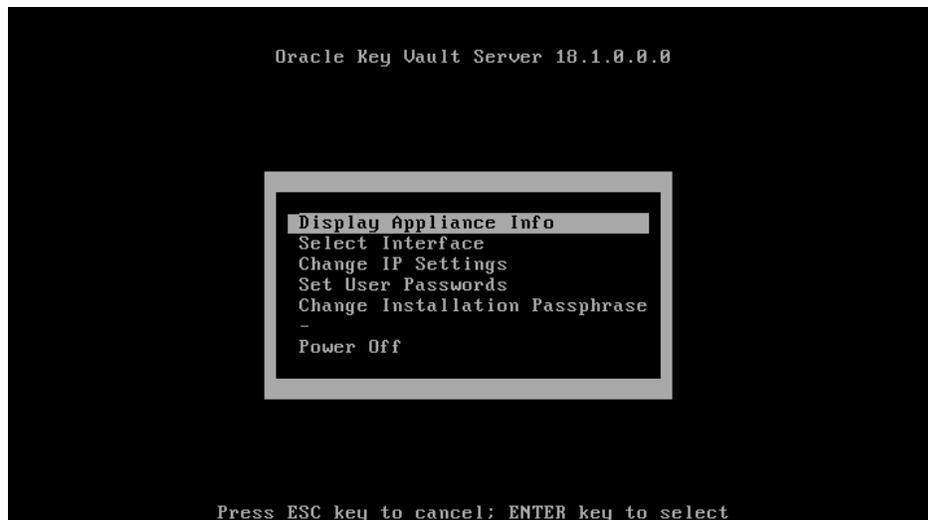 Oracle Key Vault Server 18.1.0.0.0
Display Appliance Info
Select Interface
Change IP Settings
Set User Passwords
Change Installation Passphrase
-
Power Off
Press ESC key to cancel; ENTER key to select